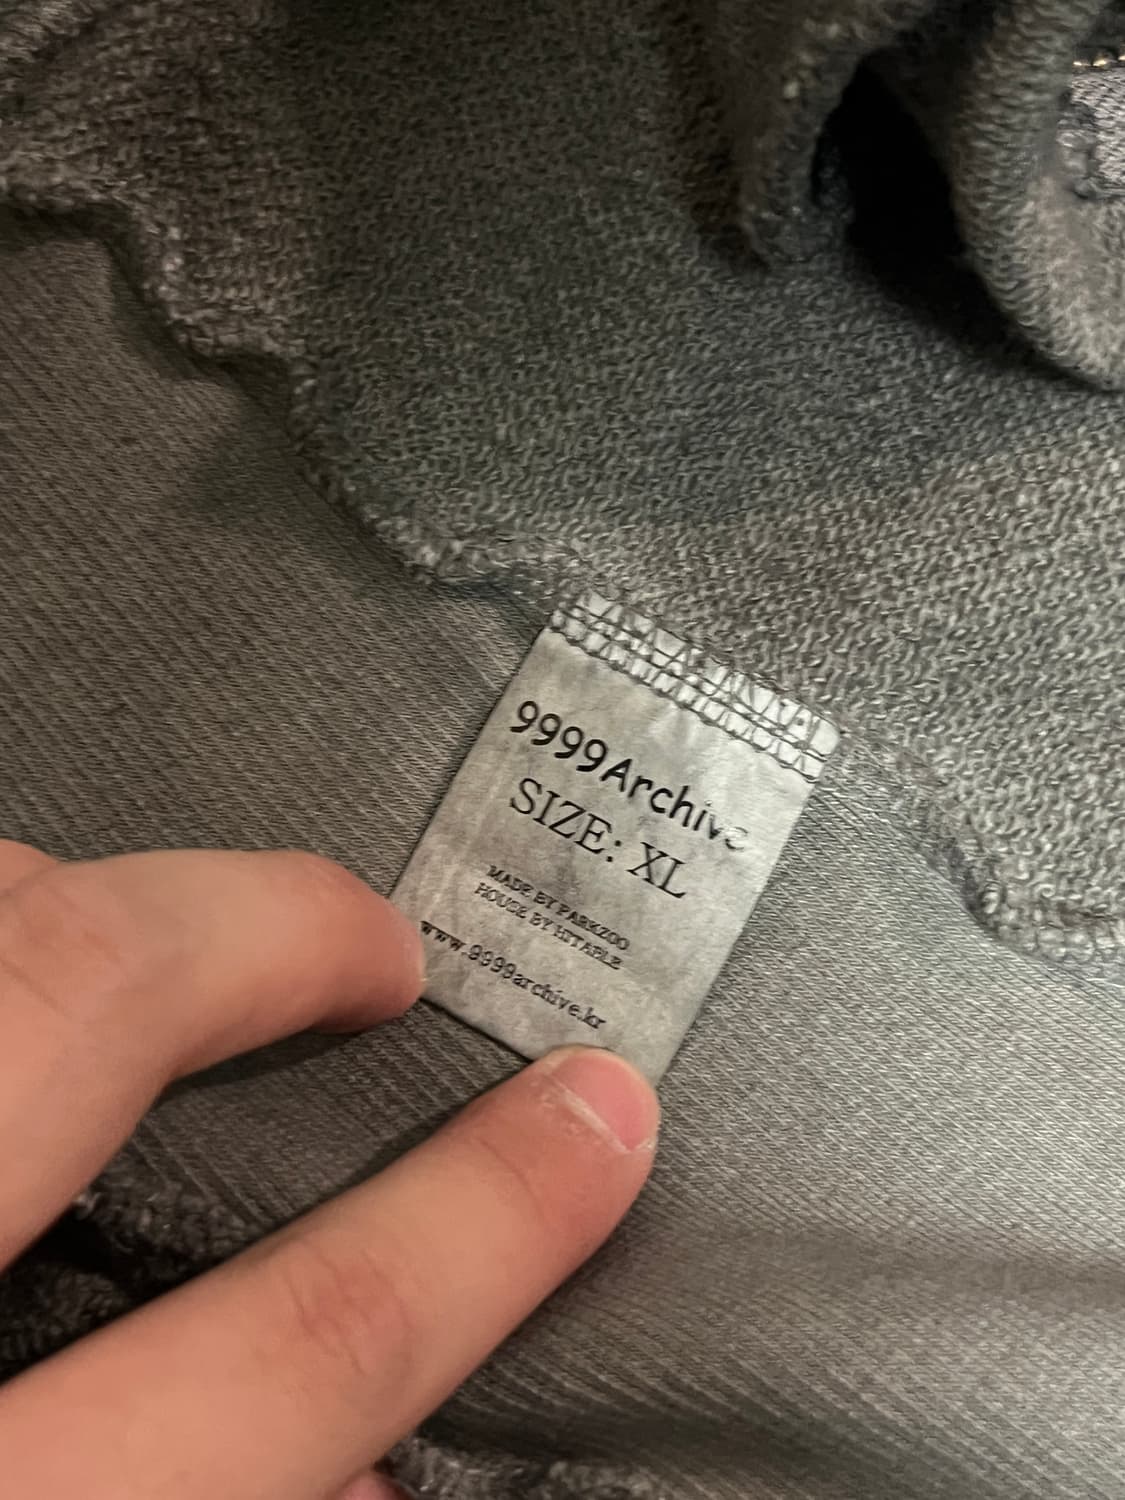 9999Archive
SIZE: XL
MADE BY PARKZOO
HOUSE BY HITABLE
www.9999archive.kr